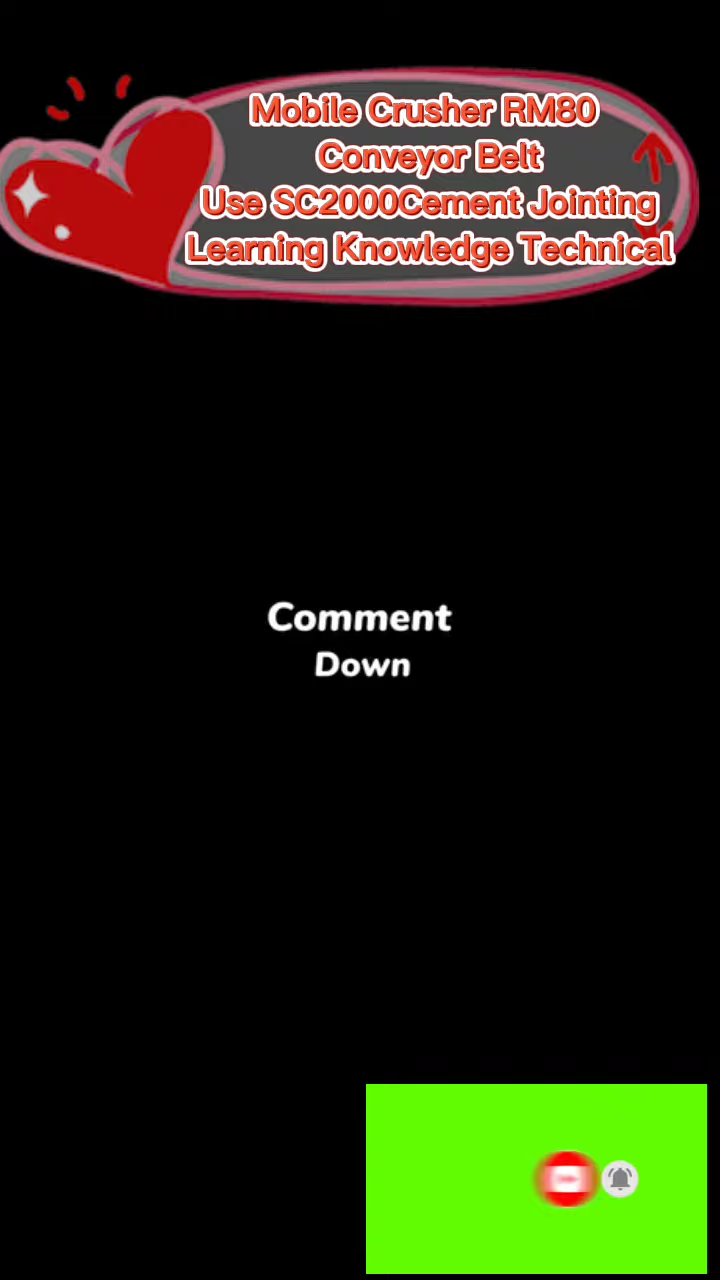 Mobile Crusher RM80
Conveyor Belt
Use SC2000Cement Jointing
Learning Knowledge Technical
Comment
Down